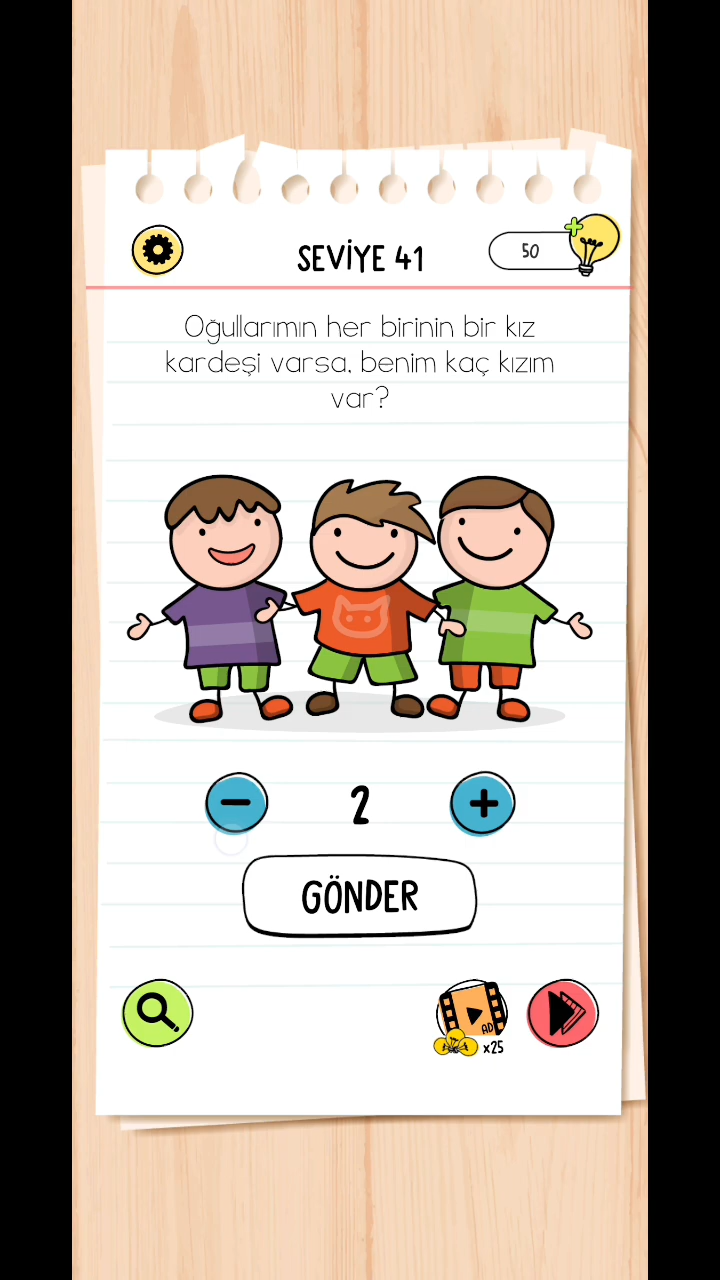 SEVİYE 41
50
Oğullarımın her birinin bir kız
kardeşi varsa, benim kaç kızım
var?
2
GÖNDER
AD
x25